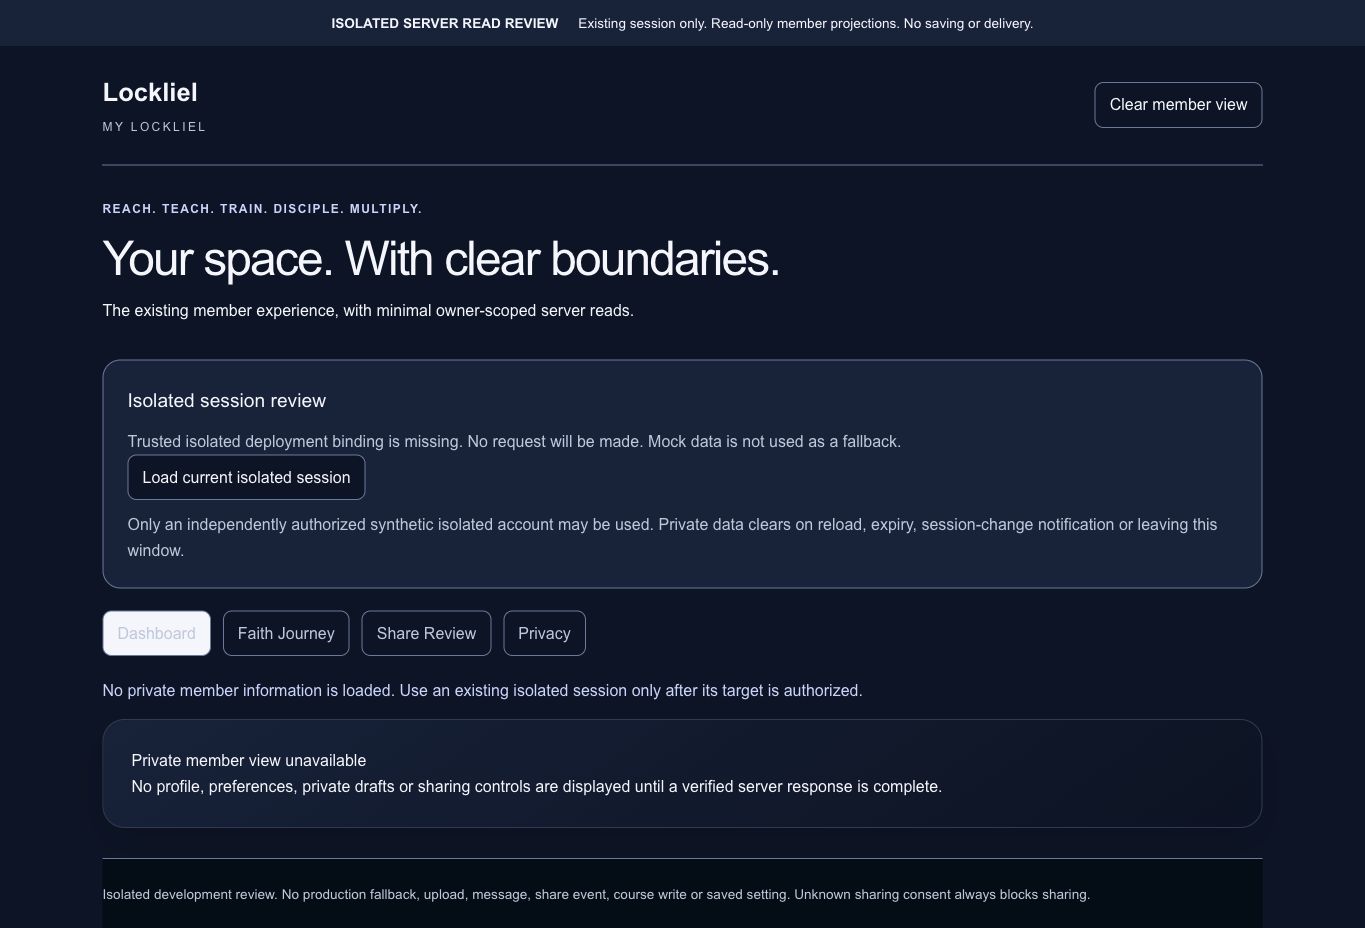 ISOLATED SERVER READ REVIEW Existing session only. Read-only member projections. No saving or delivery.
Lockliel
MY LOCKLIEL
Clear member view
REACH. TEACH. TRAIN. DISCIPLE. MULTIPLY.
Your space. With clear boundaries.
The existing member experience, with minimal owner-scoped server reads.
Isolated session review
Trusted isolated deployment binding is missing. No request will be made. Mock data is not used as a fallback.
Load current isolated session
Only an independently authorized synthetic isolated account may be used. Private data clears on reload, expiry, session-change notification or leaving this
window.
Dashboard Faith Journey Share Review Privacy
No private member information is loaded. Use an existing isolated session only after its target is authorized.
Private member view unavailable
No profile, preferences, private drafts or sharing controls are displayed until a verified server response is complete.
Isolated development review. No production fallback, upload, message, share event, course write or saved setting. Unknown sharing consent always blocks sharing.